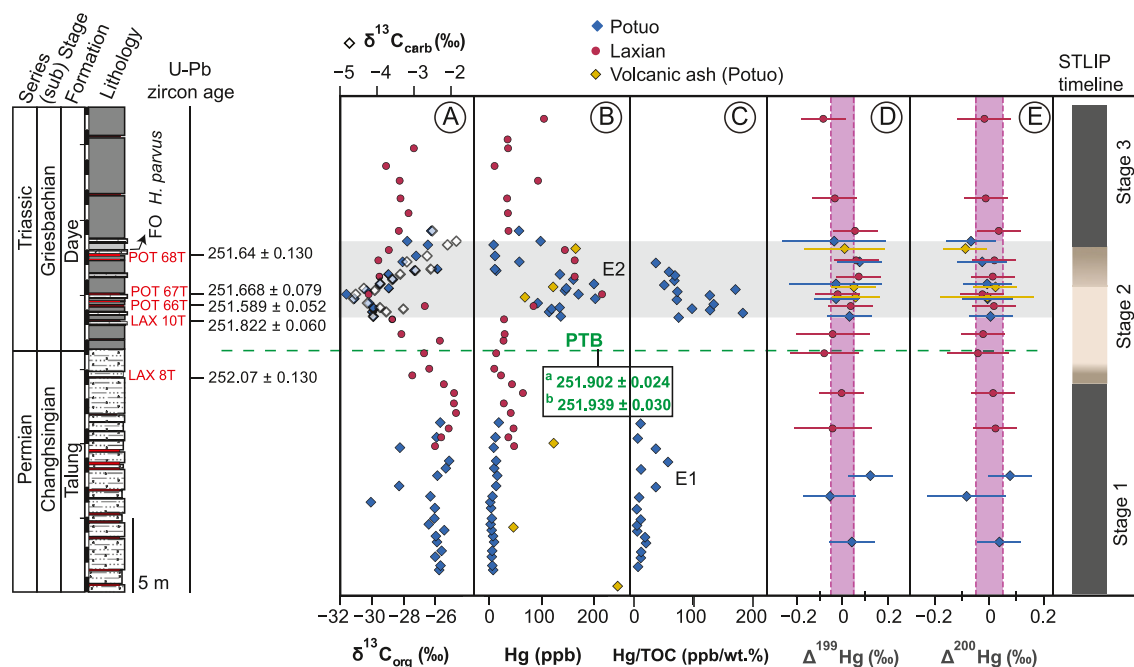 Series
(sub) Stage
Formation
Lithology
U-Pb
zircon age
δ¹³C_carb (‰)
-5 -4 -3 -2
Potuo
Laxian
Volcanic ash (Potuo)
STLIP
timeline
A
B
C
D
E
Triassic
Griesbachian
Daye
Permian
Changhsingian
Talung
FO H. parvus
POT 68T
251.64 ± 0.130
POT 67T
251.668 ± 0.079
POT 66T
251.589 ± 0.052
LAX 10T
251.822 ± 0.060
LAX 8T
252.07 ± 0.130
5 m
E2
PTB
a 251.902 ± 0.024
b 251.939 ± 0.030
E1
Stage 3
Stage 2
Stage 1
−32 −30 −28 −26
0 100 200
0 100 200
−0.2 0 0.2
−0.2 0 0.2
δ¹³C_org (‰)
Hg (ppb)
Hg/TOC (ppb/wt.%)
Δ¹⁹⁹Hg (‰)
Δ²⁰⁰Hg (‰)